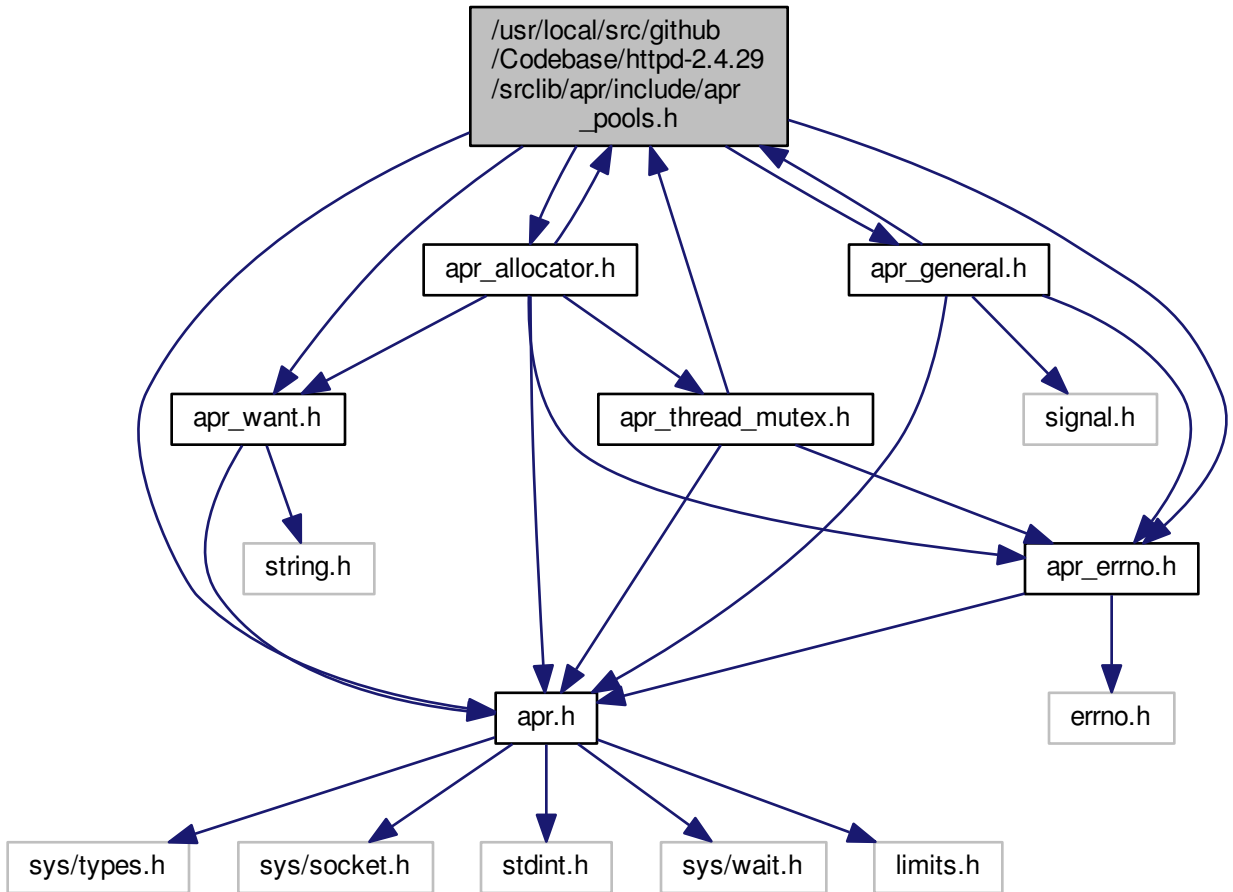 /usr/local/src/github
/Codebase/httpd-2.4.29
/srclib/apr/include/apr
_pools.h
apr_allocator.h
apr_general.h
apr_want.h
apr_thread_mutex.h
signal.h
string.h
apr_errno.h
apr.h
errno.h
sys/types.h
sys/socket.h
stdint.h
sys/wait.h
limits.h